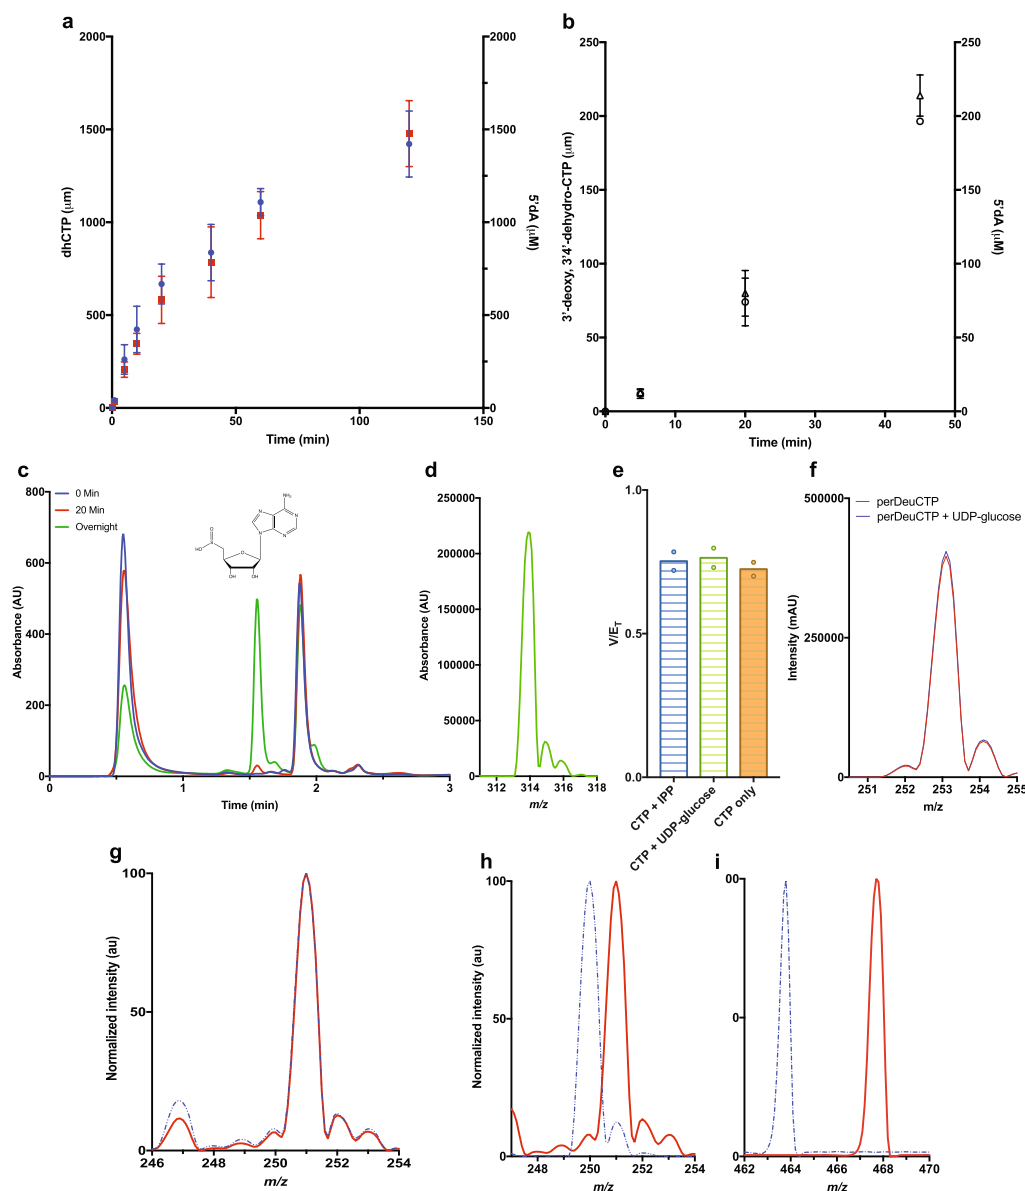 a
2000
1500
1000
500
0
dhCTP (μm)
2000
1500
1000
500
0
5'dA (μM)
0
50
100
150
Time (min)
b
250
200
150
100
50
0
3'-deoxy, 3'4'-dehydro-CTP (μm)
250
200
150
100
50
0
5'dA (μM)
0
10
20
30
40
50
Time (min)
c
0 Min
20 Min
Overnight
800
600
400
200
0
Absorbance (AU)
0
1
2
3
Time (min)
NH₂
N
N
N
N
O
HO
S
O
OH
OH
d
250000
200000
150000
100000
50000
0
Absorbance (AU)
312
314
316
318
m/z
e
1.0
0.5
0.0
V/E_T
CTP + IPP
CTP + UDP-glucose
CTP only
f
perDeuCTP
perDeuCTP + UDP-glucose
500000
250000
0
Intensity (mAU)
251
252
253
254
255
m/z
g
100
50
0
Normalized intensity (au)
246
248
250
252
254
m/z
h
100
50
0
Normalized intensity (au)
248
250
252
254
m/z
i
00
0
0
462
464
466
468
470
m/z